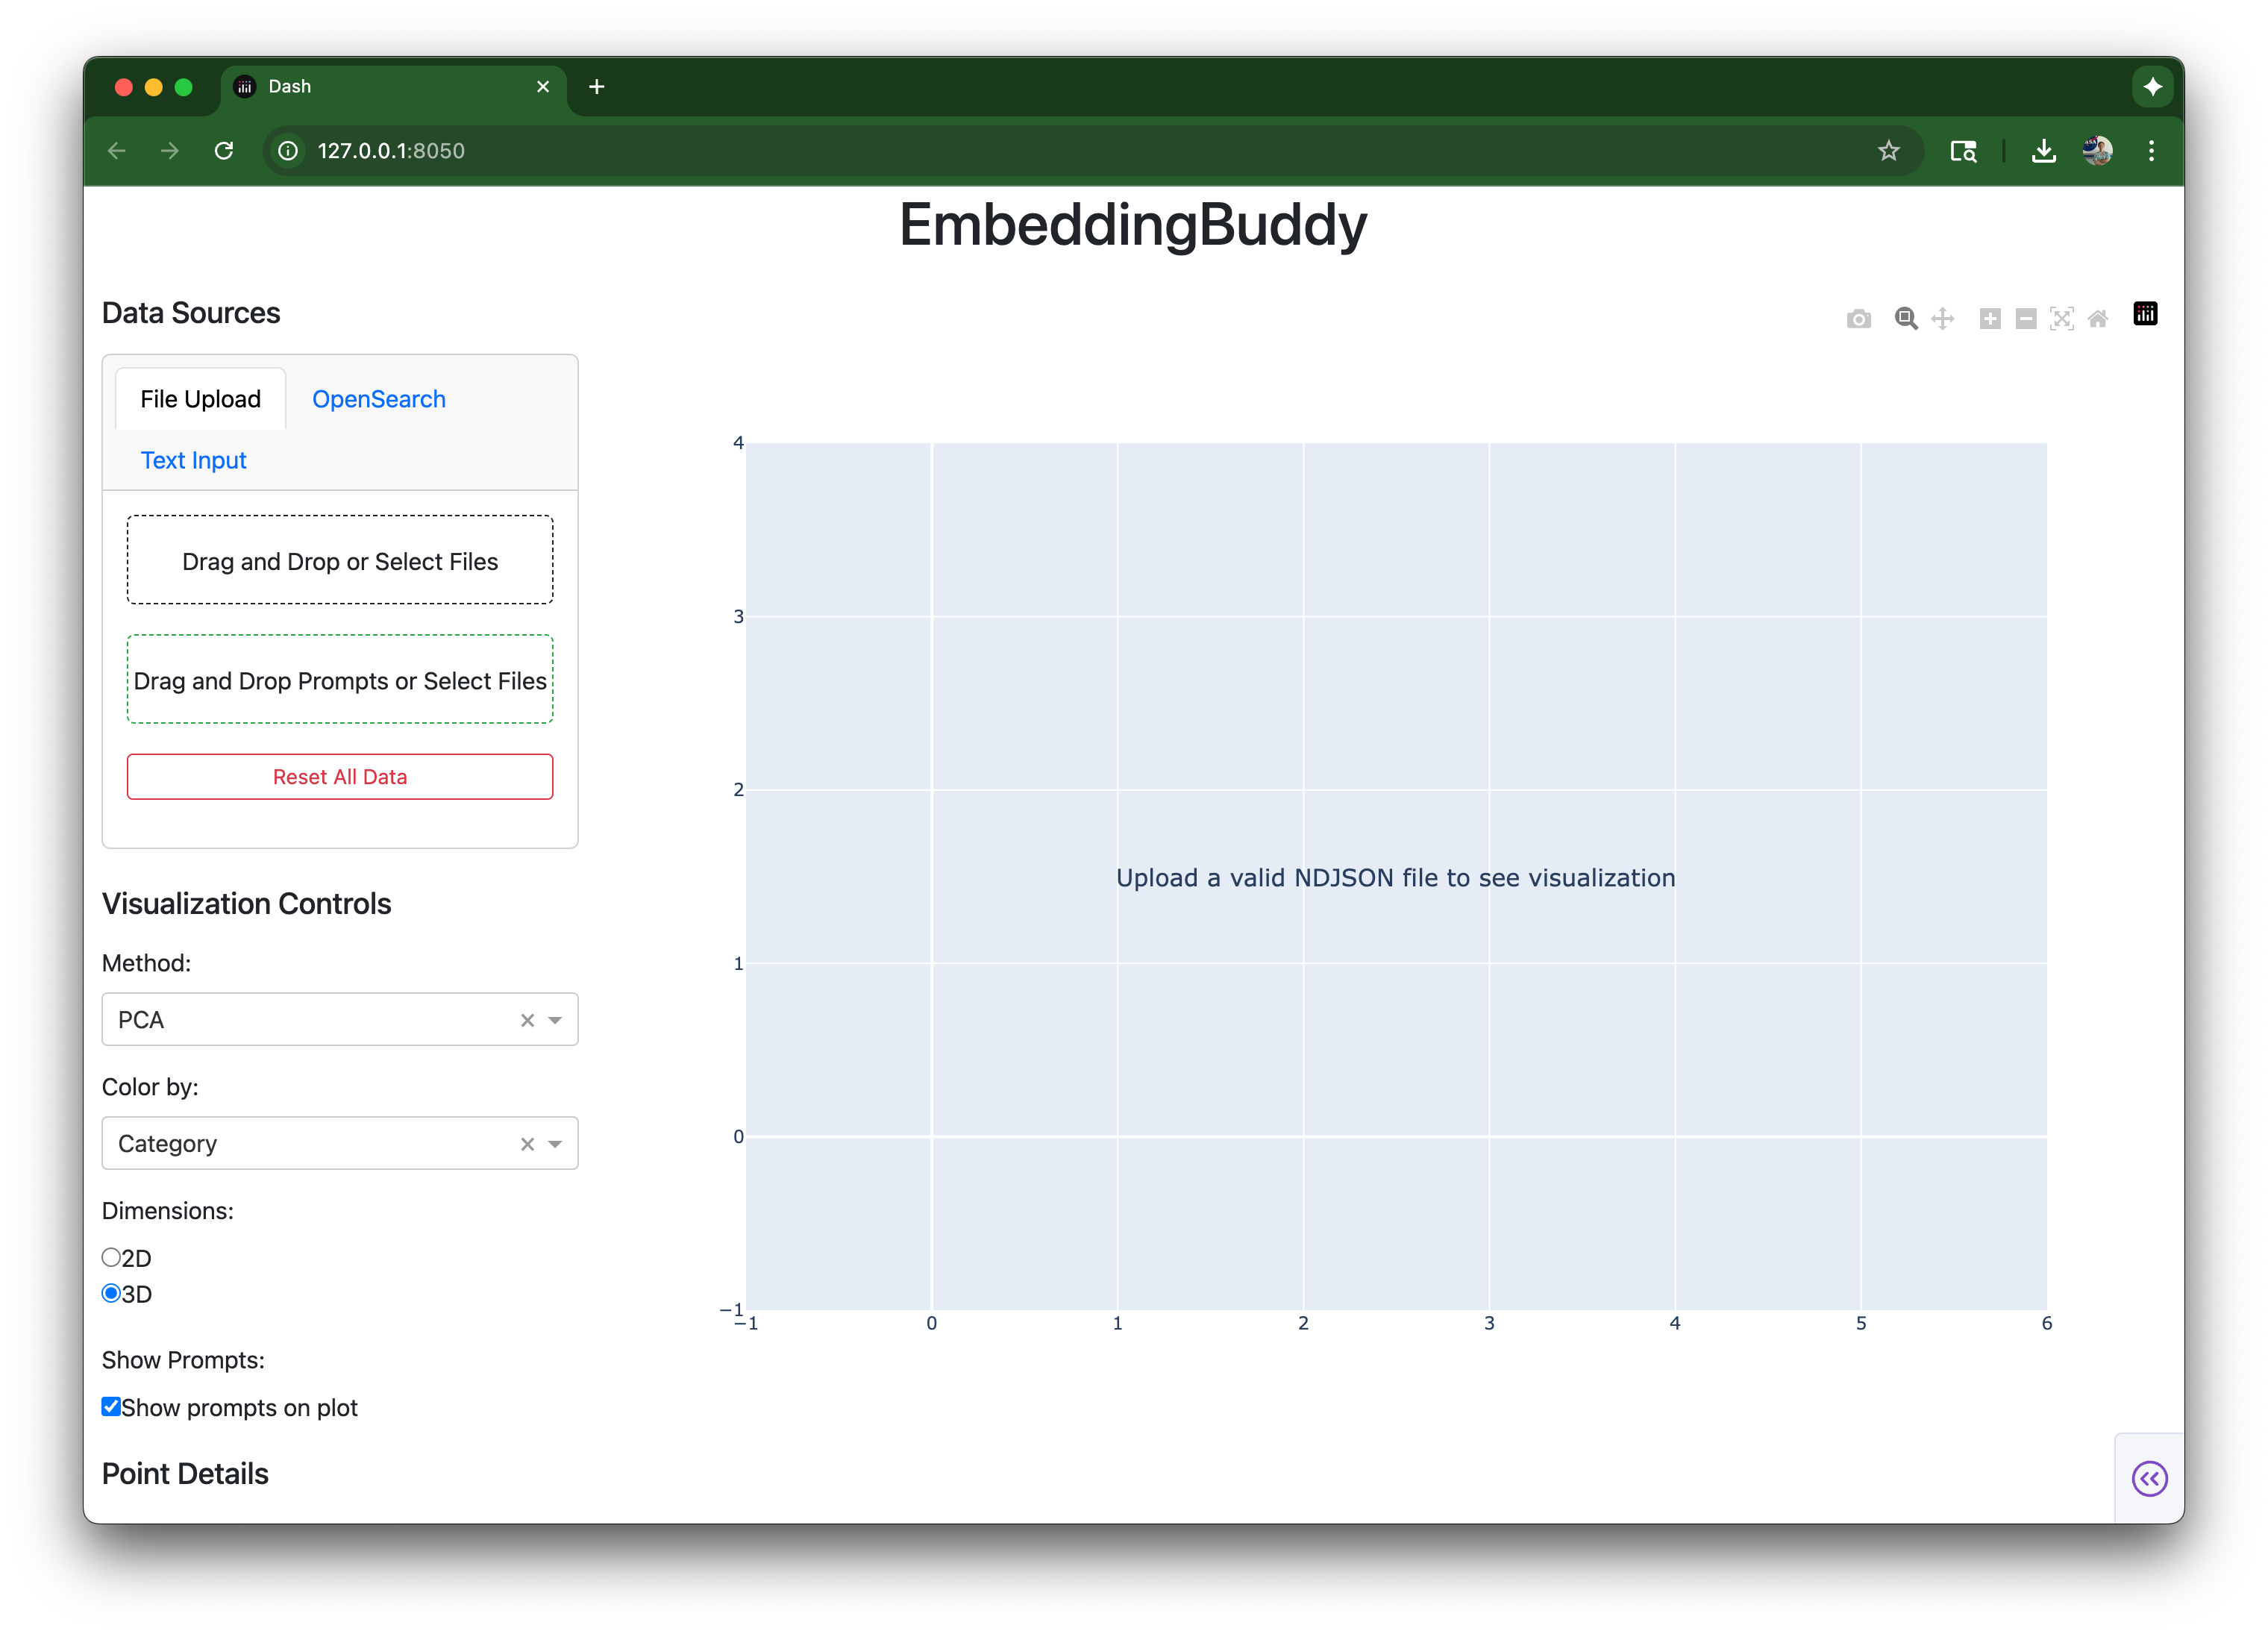 Dash
127.0.0.1:8050
EmbeddingBuddy
Data Sources
File Upload
OpenSearch
Text Input
Drag and Drop or Select Files
Drag and Drop Prompts or Select Files
Reset All Data
Visualization Controls
Method:
PCA
Color by:
Category
Dimensions:
2D
3D
Show Prompts:
Show prompts on plot
Point Details
4
3
2
1
0
−1
Upload a valid NDJSON file to see visualization
−1 0 1 2 3 4 5 6